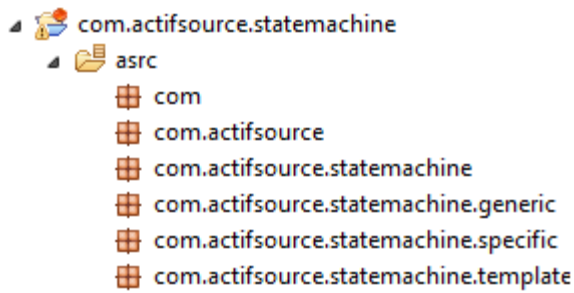 com.actifsource.statemachine
asrc
com
com.actifsource
com.actifsource.statemachine
com.actifsource.statemachine.generic
com.actifsource.statemachine.specific
com.actifsource.statemachine.template